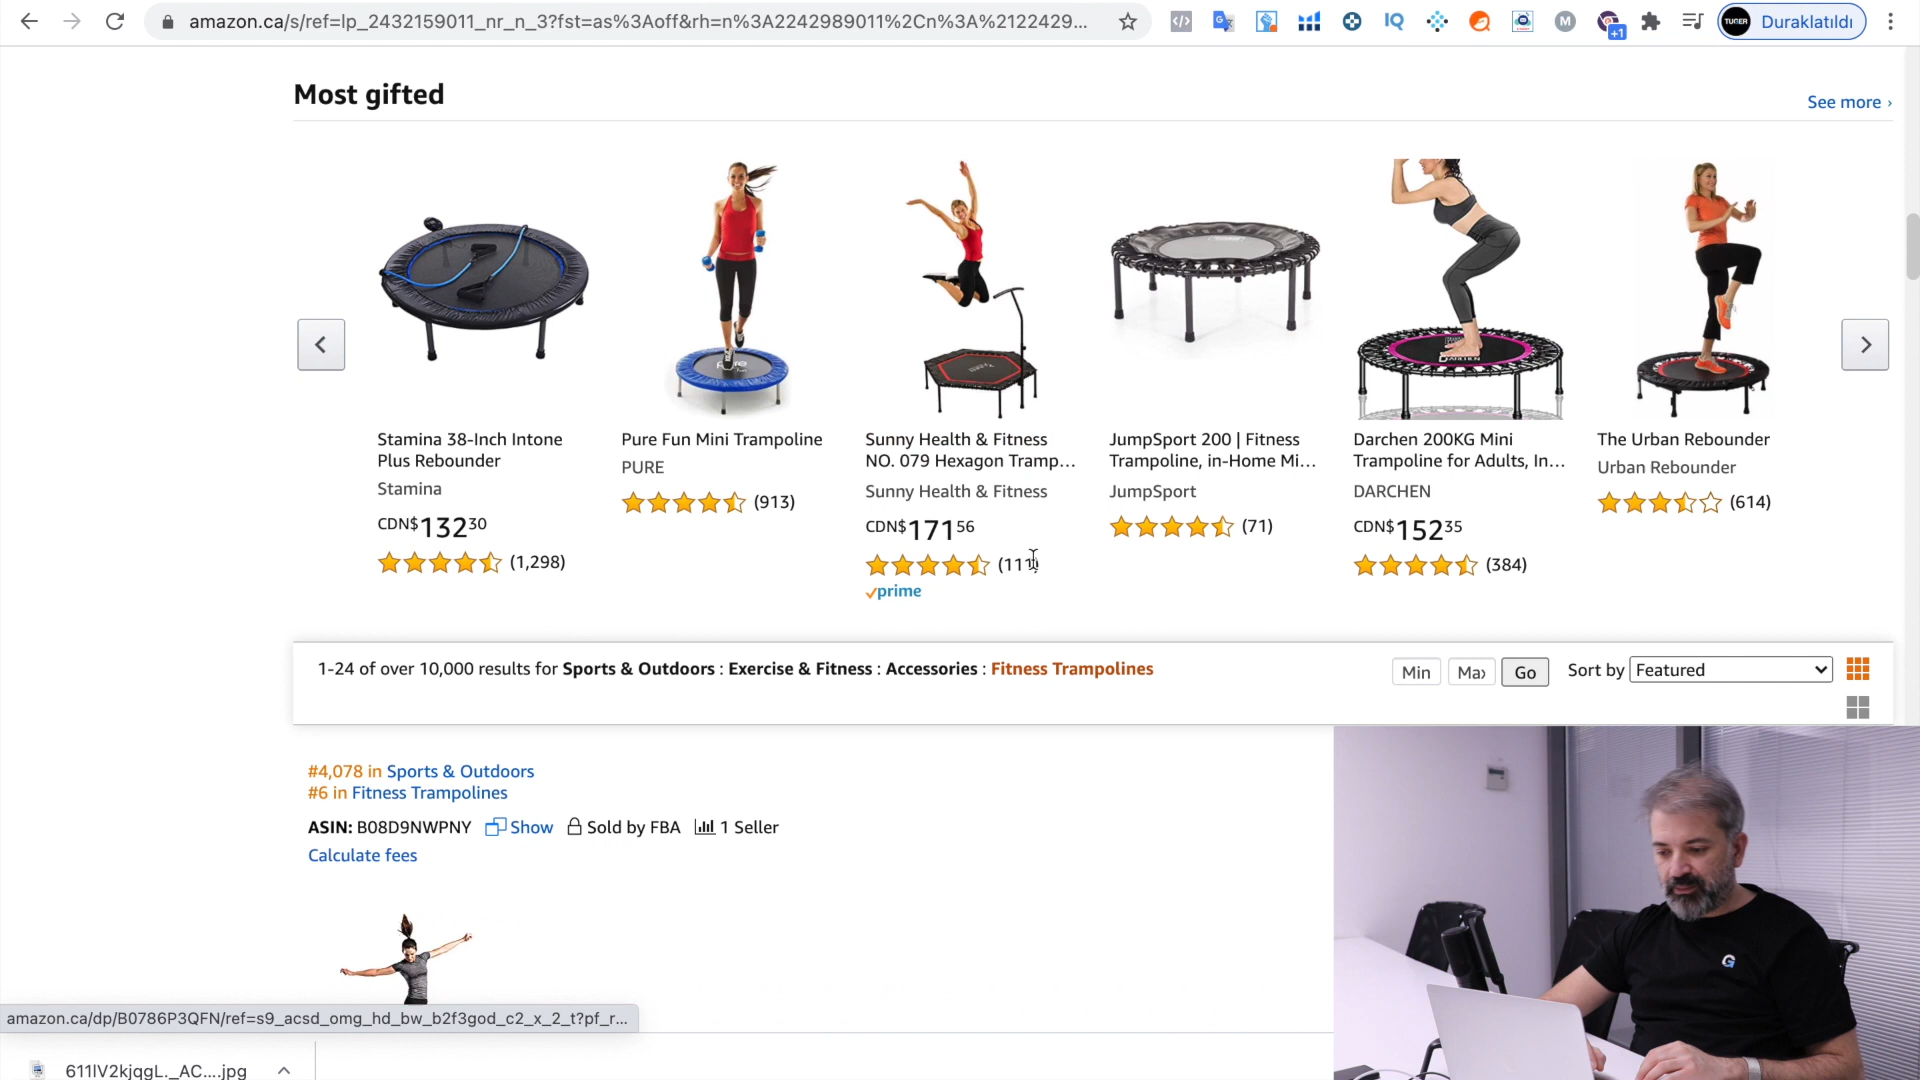 amazon.ca/s/ref=lp_2432159011_nr_n_3?fst=as%3Aoff&rh=n%3A2242989011%2Cn%3A%2122429...
IQ
M
+1
TUNER
Duraklatıldı
Most gifted
See more ›
Stamina 38-Inch Intone
Plus Rebounder
Stamina
CDN$ 132 30
(1,298)
Pure Fun Mini Trampoline
PURE
(913)
Sunny Health & Fitness
NO. 079 Hexagon Tramp...
Sunny Health & Fitness
CDN$ 171 56
(111)
prime
JumpSport 200 | Fitness
Trampoline, in-Home Mi...
JumpSport
(71)
Darchen 200KG Mini
Trampoline for Adults, In...
DARCHEN
CDN$ 152 35
(384)
The Urban Rebounder
Urban Rebounder
(614)
1-24 of over 10,000 results for Sports & Outdoors : Exercise & Fitness : Accessories : Fitness Trampolines
Min
Max
Go
Sort by Featured
#4,078 in Sports & Outdoors
#6 in Fitness Trampolines
ASIN: B08D9NWPNY Show Sold by FBA 1 Seller
Calculate fees
amazon.ca/dp/B0786P3QFN/ref=s9_acsd_omg_hd_bw_b2f3god_c2_x_2_t?pf_r...
611lV2kjqgL._AC....jpg